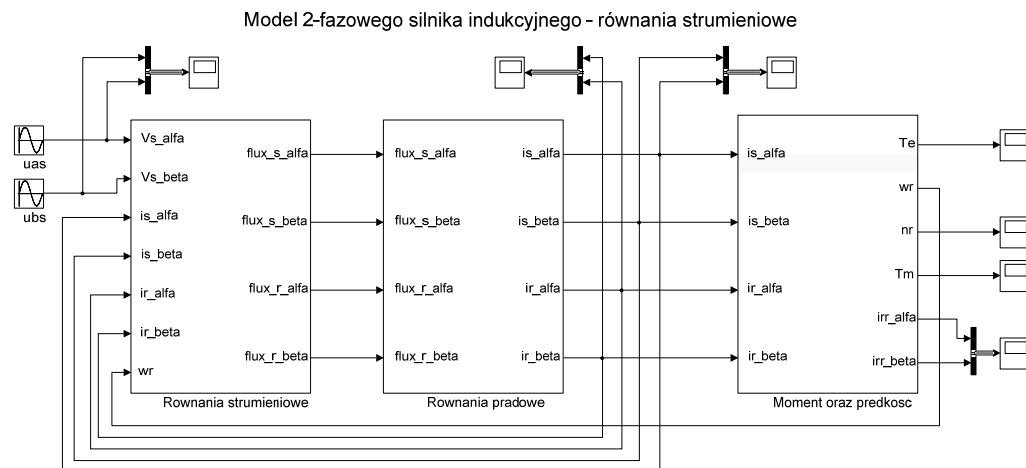 Model 2-fazowego silnika indukcyjnego - równania strumieniowe
uas
ubs
Vs_alfa
Vs_beta
is_alfa
is_beta
ir_alfa
ir_beta
wr
flux_s_alfa
flux_s_beta
flux_r_alfa
flux_r_beta
Rownania strumieniowe
flux_s_alfa
flux_s_beta
flux_r_alfa
flux_r_beta
is_alfa
is_beta
ir_alfa
ir_beta
Rownania pradowe
is_alfa
is_beta
ir_alfa
ir_beta
Te
wr
nr
Tm
irr_alfa
irr_beta
Moment oraz predkosc